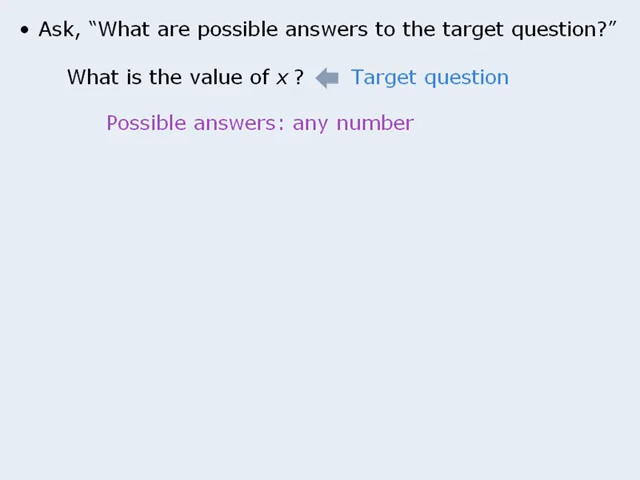 • Ask, “What are possible answers to the target question?”
What is the value of x ? Target question
Possible answers: any number